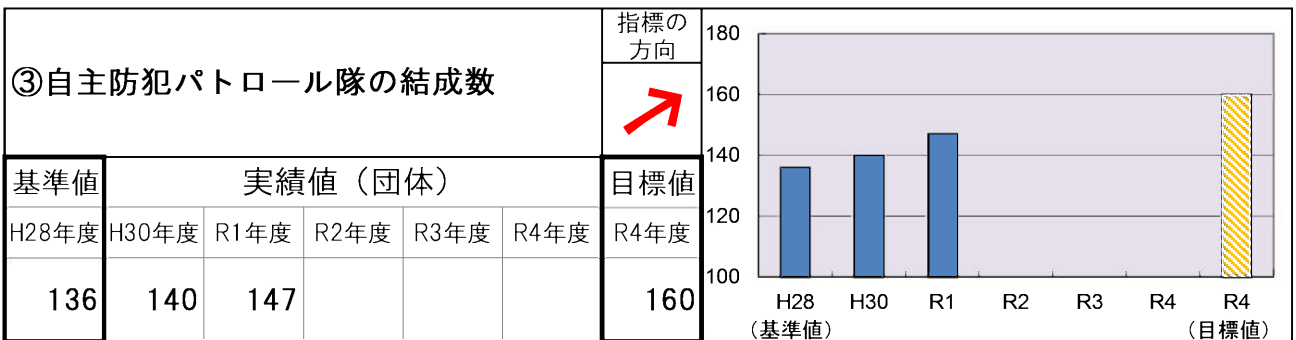 ③自主防犯パトロール隊の結成数
指標の
方向
基準値 実績値（団体） 目標値
H28年度 H30年度 R1年度 R2年度 R3年度 R4年度 R4年度
136 140 147 160
180
160
140
120
100
H28 H30 R1 R2 R3 R4 R4
（基準値） （目標値）